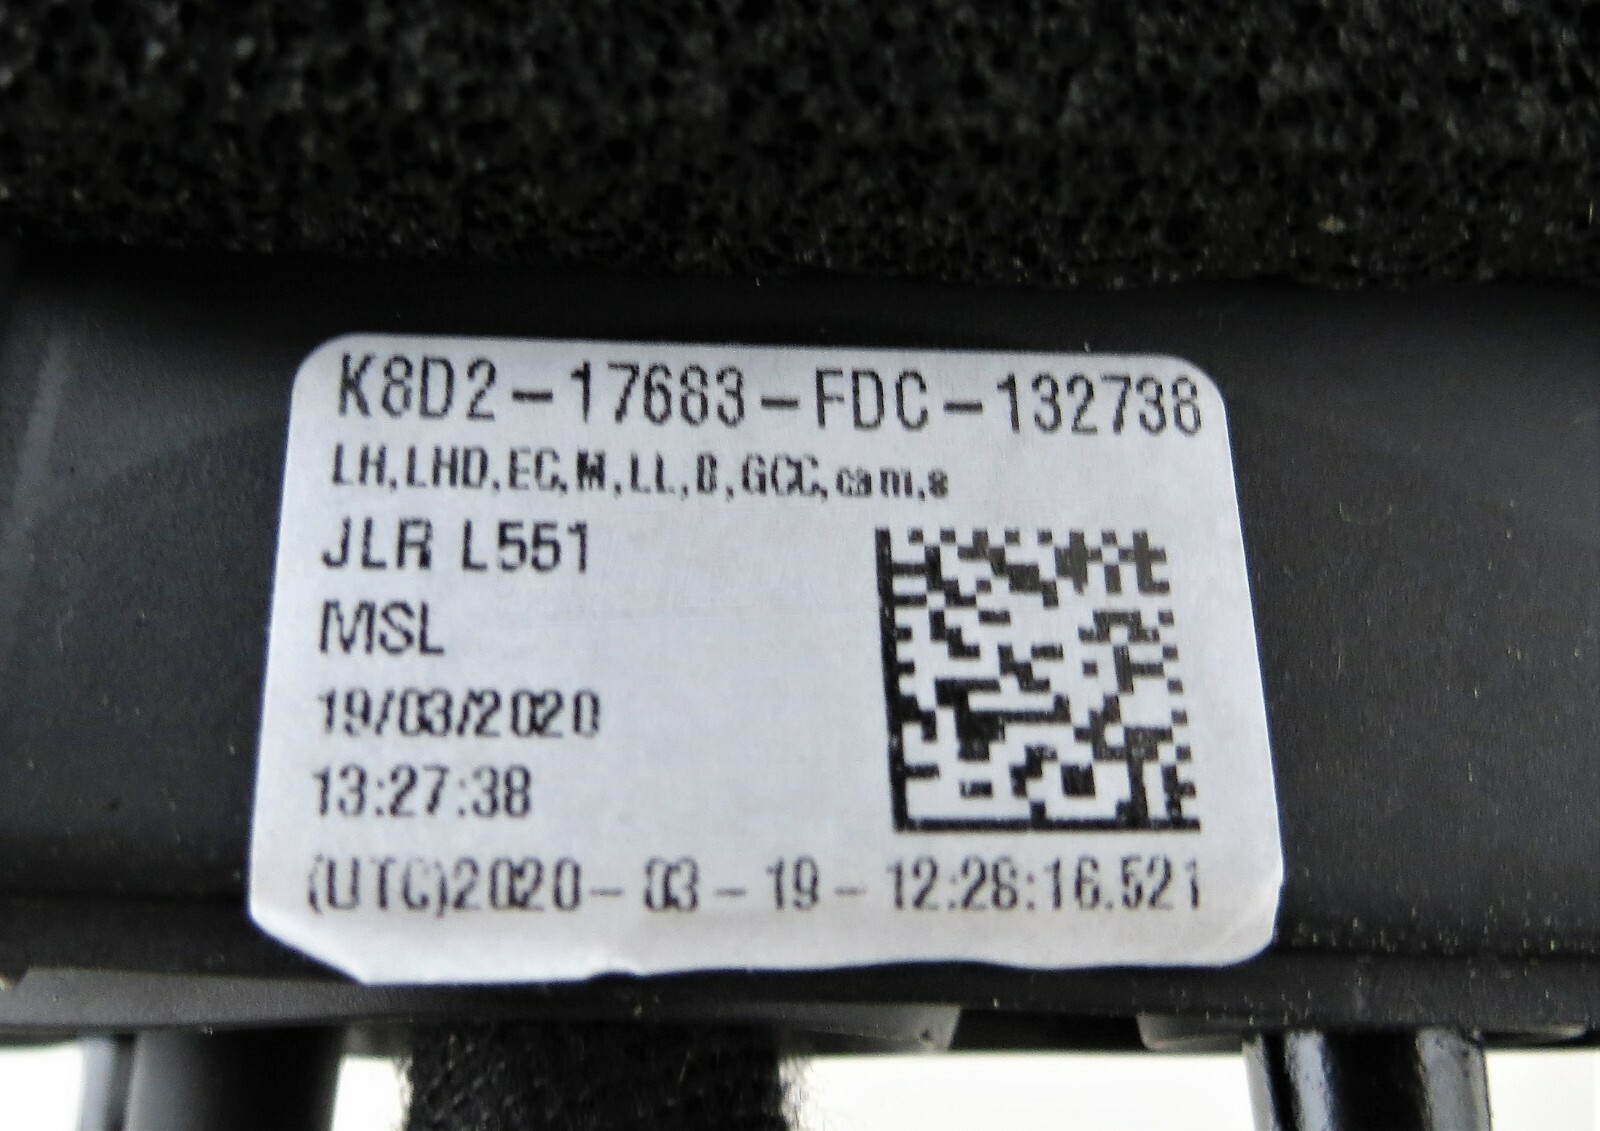 K8D2-17683-FDC-132738
LH,LHD,EC,M,LL,B,GCC,cam,s
JLR L551
MSL
19/03/2020
13:27:38
(UTC)2020-03-19-12:28:16.521